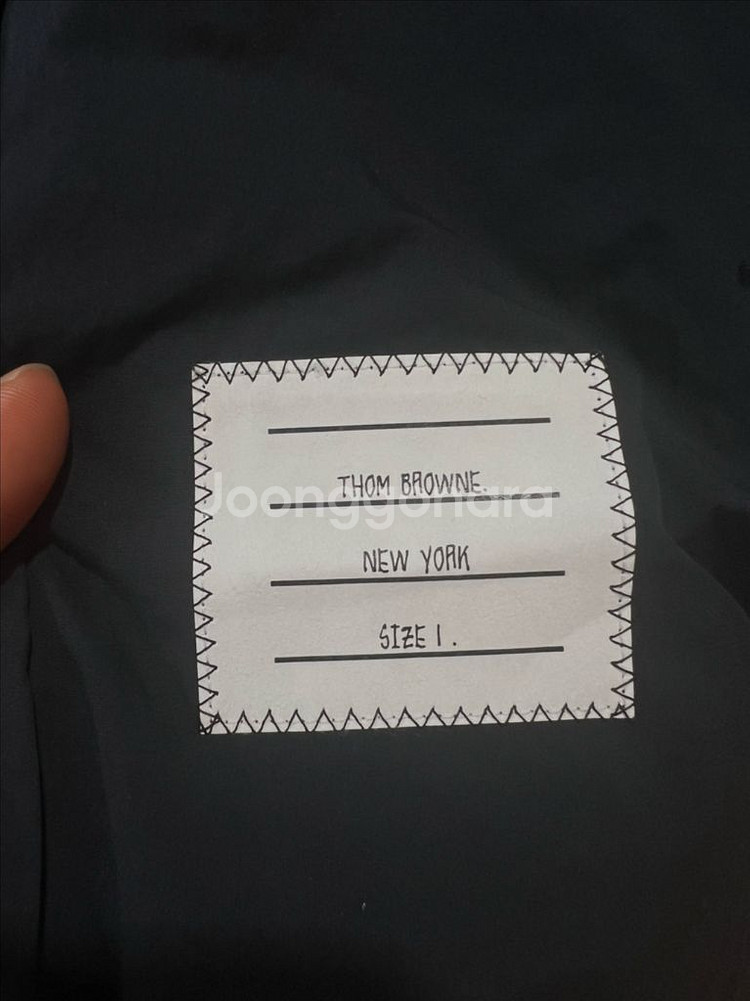 THOM BROWNE.
Joonggonara
NEW YORK
SIZE 1.